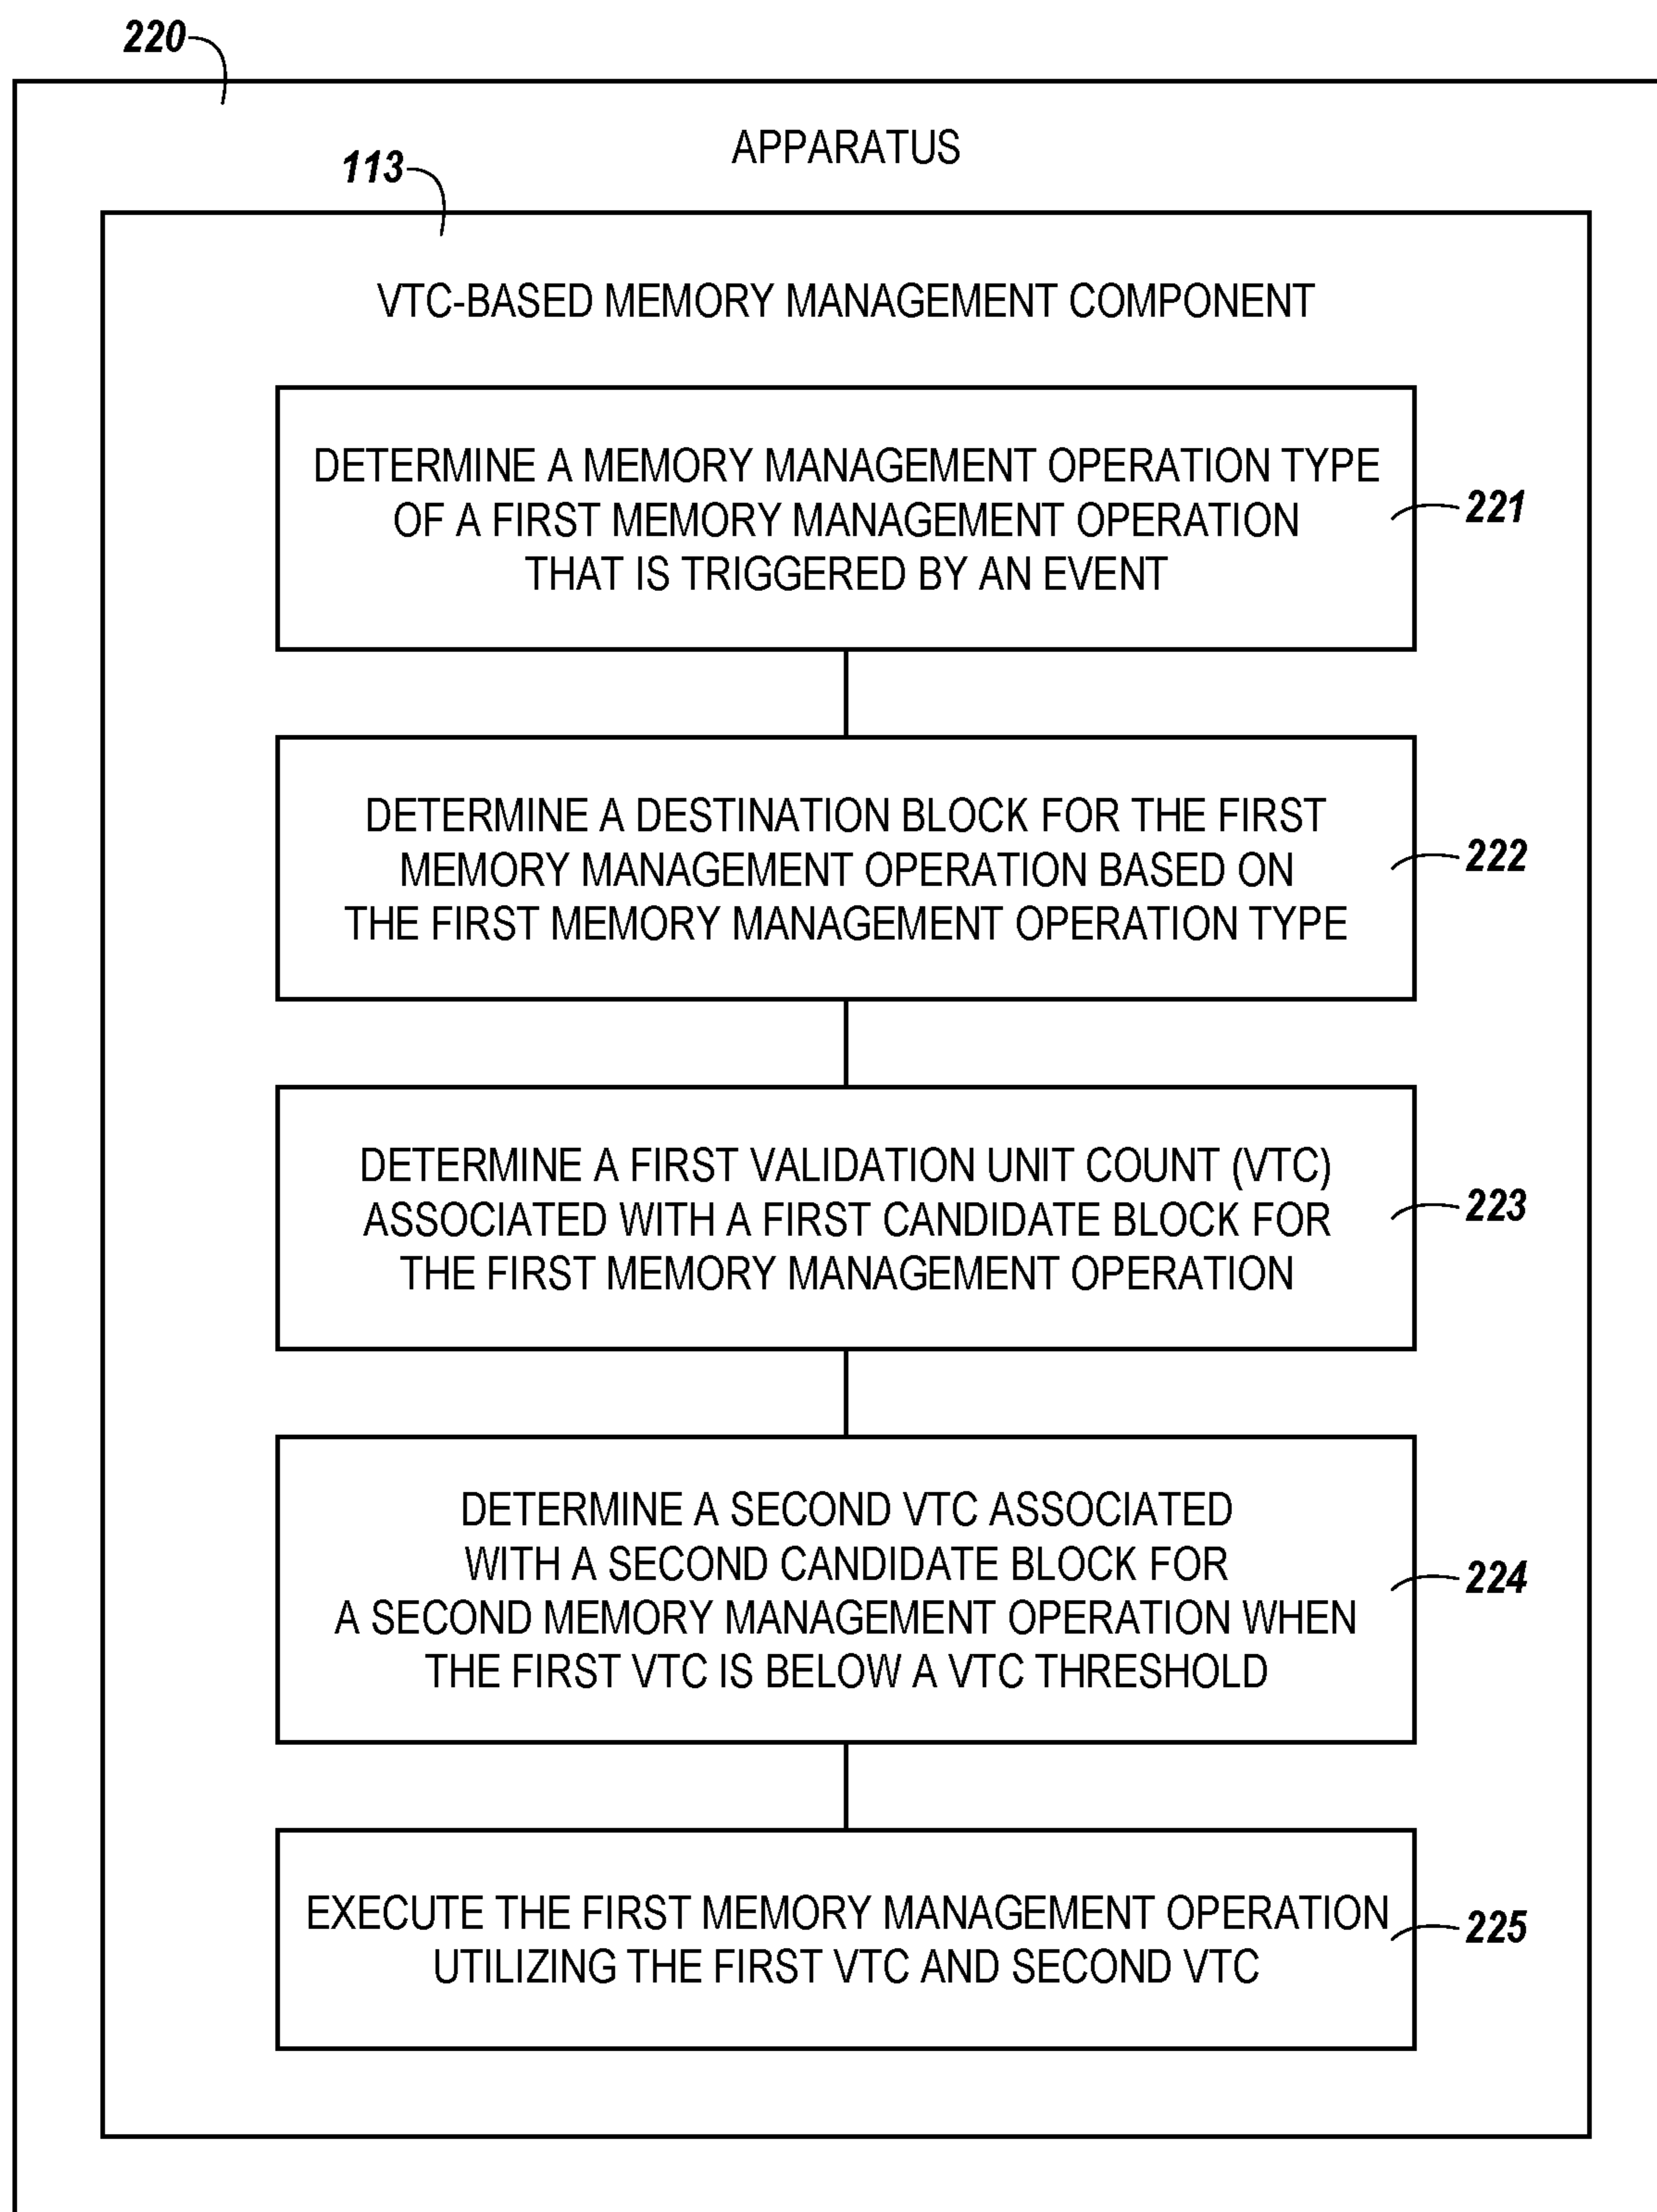 220
APPARATUS
113
VTC-BASED MEMORY MANAGEMENT COMPONENT
DETERMINE A MEMORY MANAGEMENT OPERATION TYPE
OF A FIRST MEMORY MANAGEMENT OPERATION
THAT IS TRIGGERED BY AN EVENT
221
DETERMINE A DESTINATION BLOCK FOR THE FIRST
MEMORY MANAGEMENT OPERATION BASED ON
THE FIRST MEMORY MANAGEMENT OPERATION TYPE
222
DETERMINE A FIRST VALIDATION UNIT COUNT (VTC)
ASSOCIATED WITH A FIRST CANDIDATE BLOCK FOR
THE FIRST MEMORY MANAGEMENT OPERATION
223
DETERMINE A SECOND VTC ASSOCIATED
WITH A SECOND CANDIDATE BLOCK FOR
A SECOND MEMORY MANAGEMENT OPERATION WHEN
THE FIRST VTC IS BELOW A VTC THRESHOLD
224
EXECUTE THE FIRST MEMORY MANAGEMENT OPERATION
UTILIZING THE FIRST VTC AND SECOND VTC
225